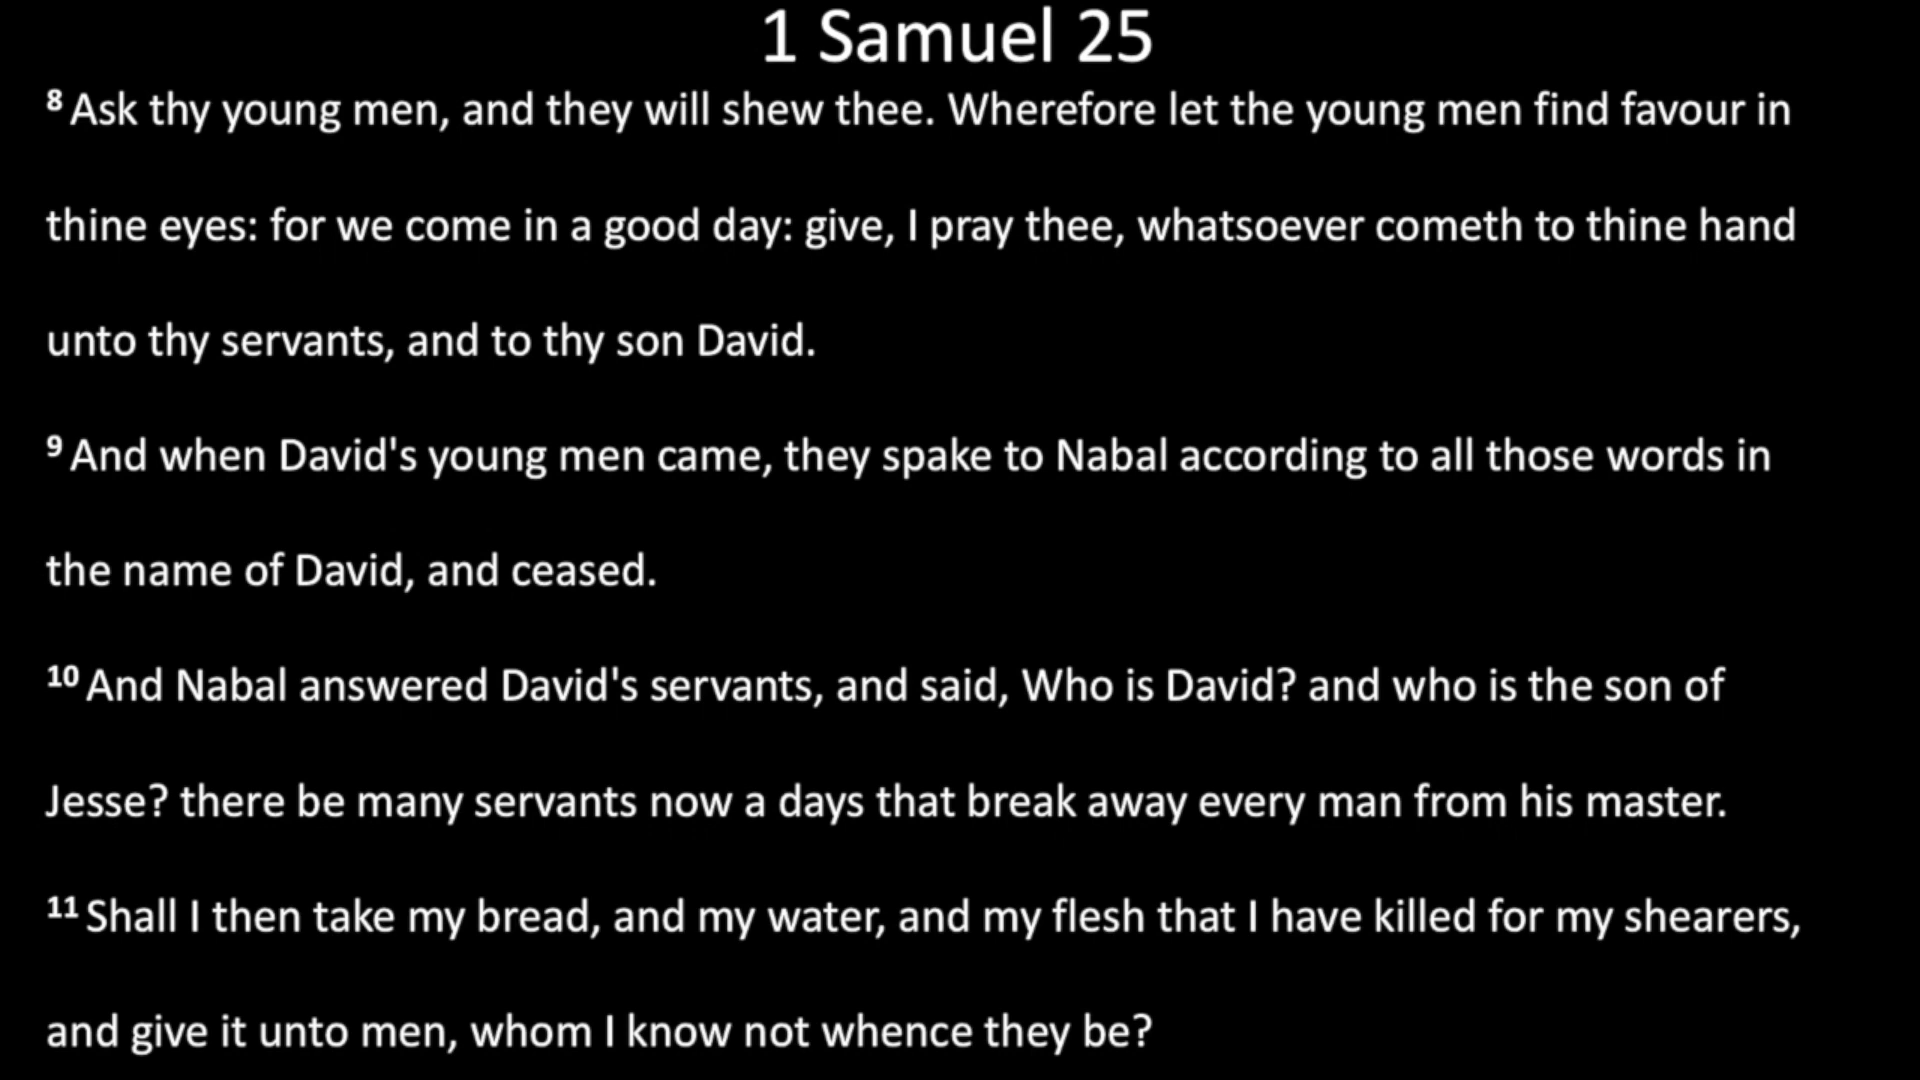 1 Samuel 25
8 Ask thy young men, and they will shew thee. Wherefore let the young men find favour in
thine eyes: for we come in a good day: give, I pray thee, whatsoever cometh to thine hand
unto thy servants, and to thy son David.
9 And when David's young men came, they spake to Nabal according to all those words in
the name of David, and ceased.
10 And Nabal answered David's servants, and said, Who is David? and who is the son of
Jesse? there be many servants now a days that break away every man from his master.
11 Shall I then take my bread, and my water, and my flesh that I have killed for my shearers,
and give it unto men, whom I know not whence they be?